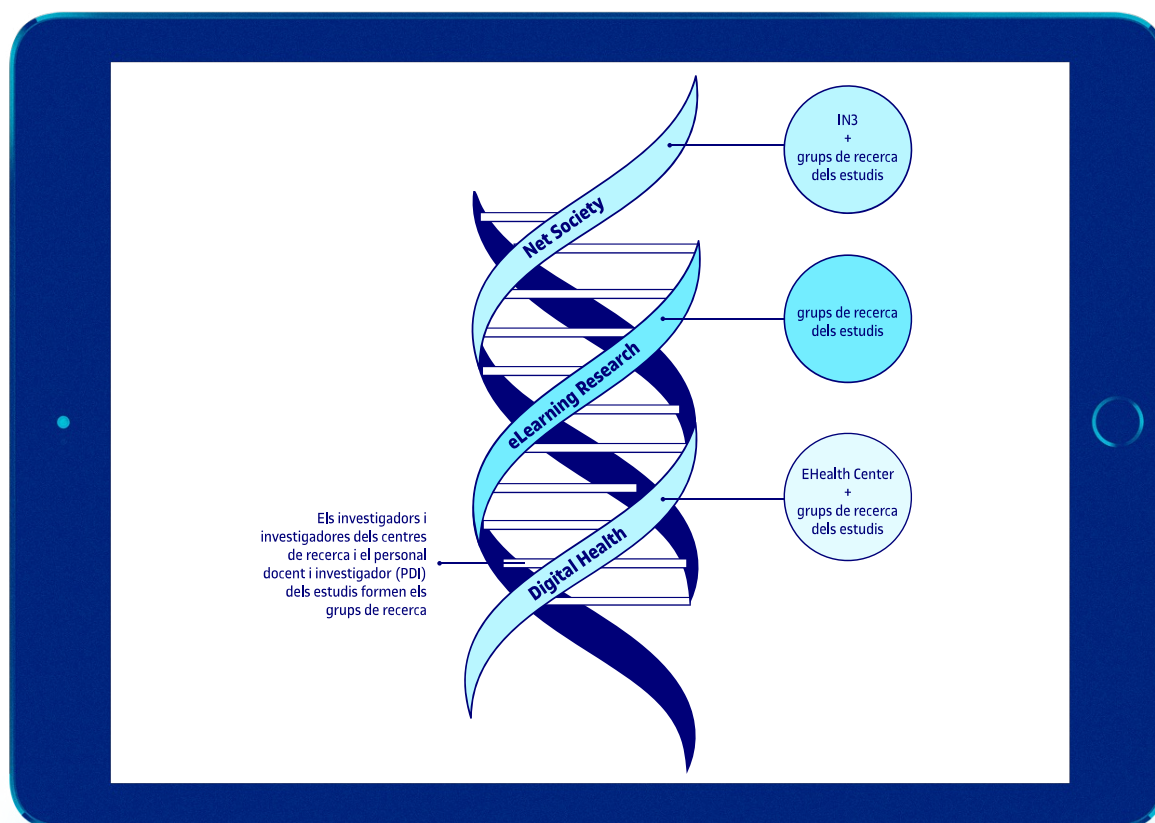 IN3
+
grups de recerca
dels estudis
Net Society
grups de recerca
dels estudis
eLearning Research
EHealth Center
+
grups de recerca
dels estudis
Digital Health
Els investigadors i
investigadores dels centres
de recerca i el personal
docent i investigador (PDI)
dels estudis formen els
grups de recerca